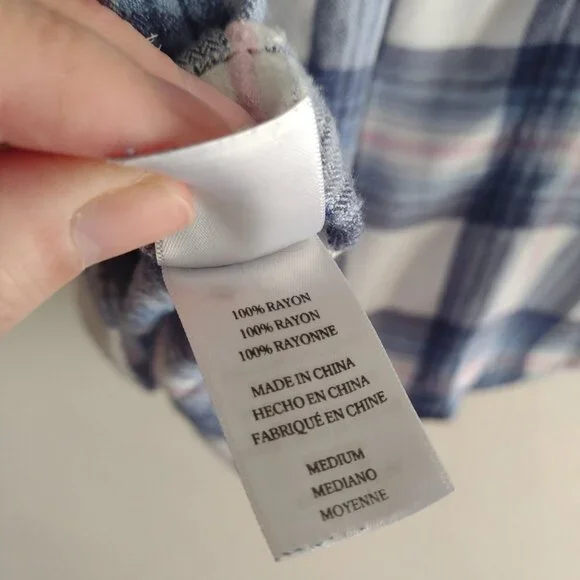 100% RAYON
100% RAYON
100% RAYONNE
MADE IN CHINA
HECHO EN CHINA
FABRIQUÉ EN CHINE
MEDIUM
MEDIANO
MOYENNE